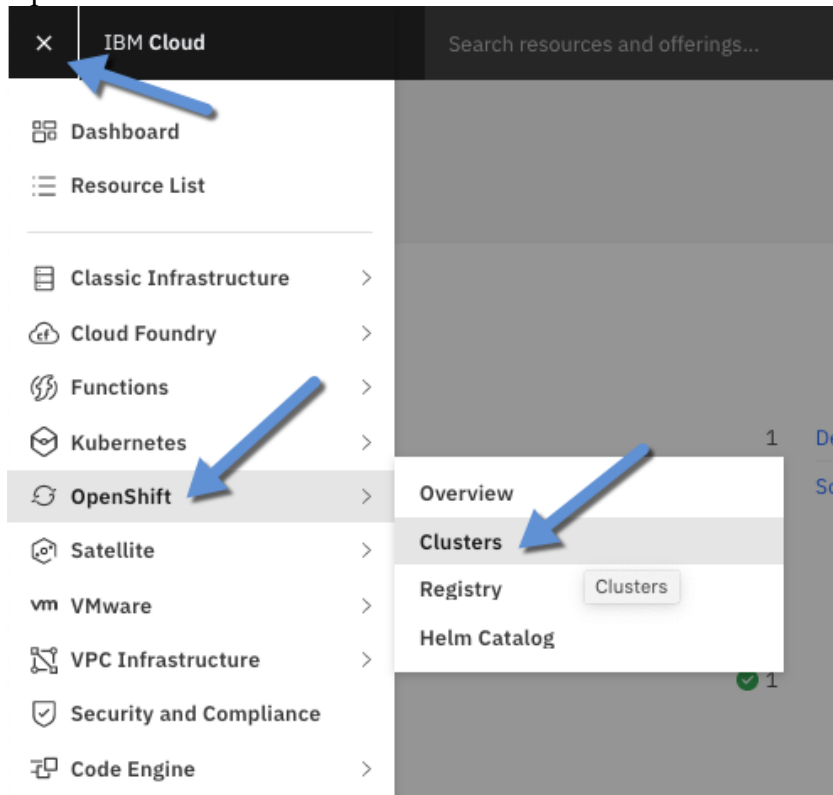 IBM Cloud
Search resources and offerings...
Dashboard
Resource List
Classic Infrastructure
Cloud Foundry
Functions
Kubernetes
1
OpenShift
Overview
Clusters
Satellite
Registry
Clusters
vm VMware
Helm Catalog
VPC Infrastructure
1
Security and Compliance
Code Engine